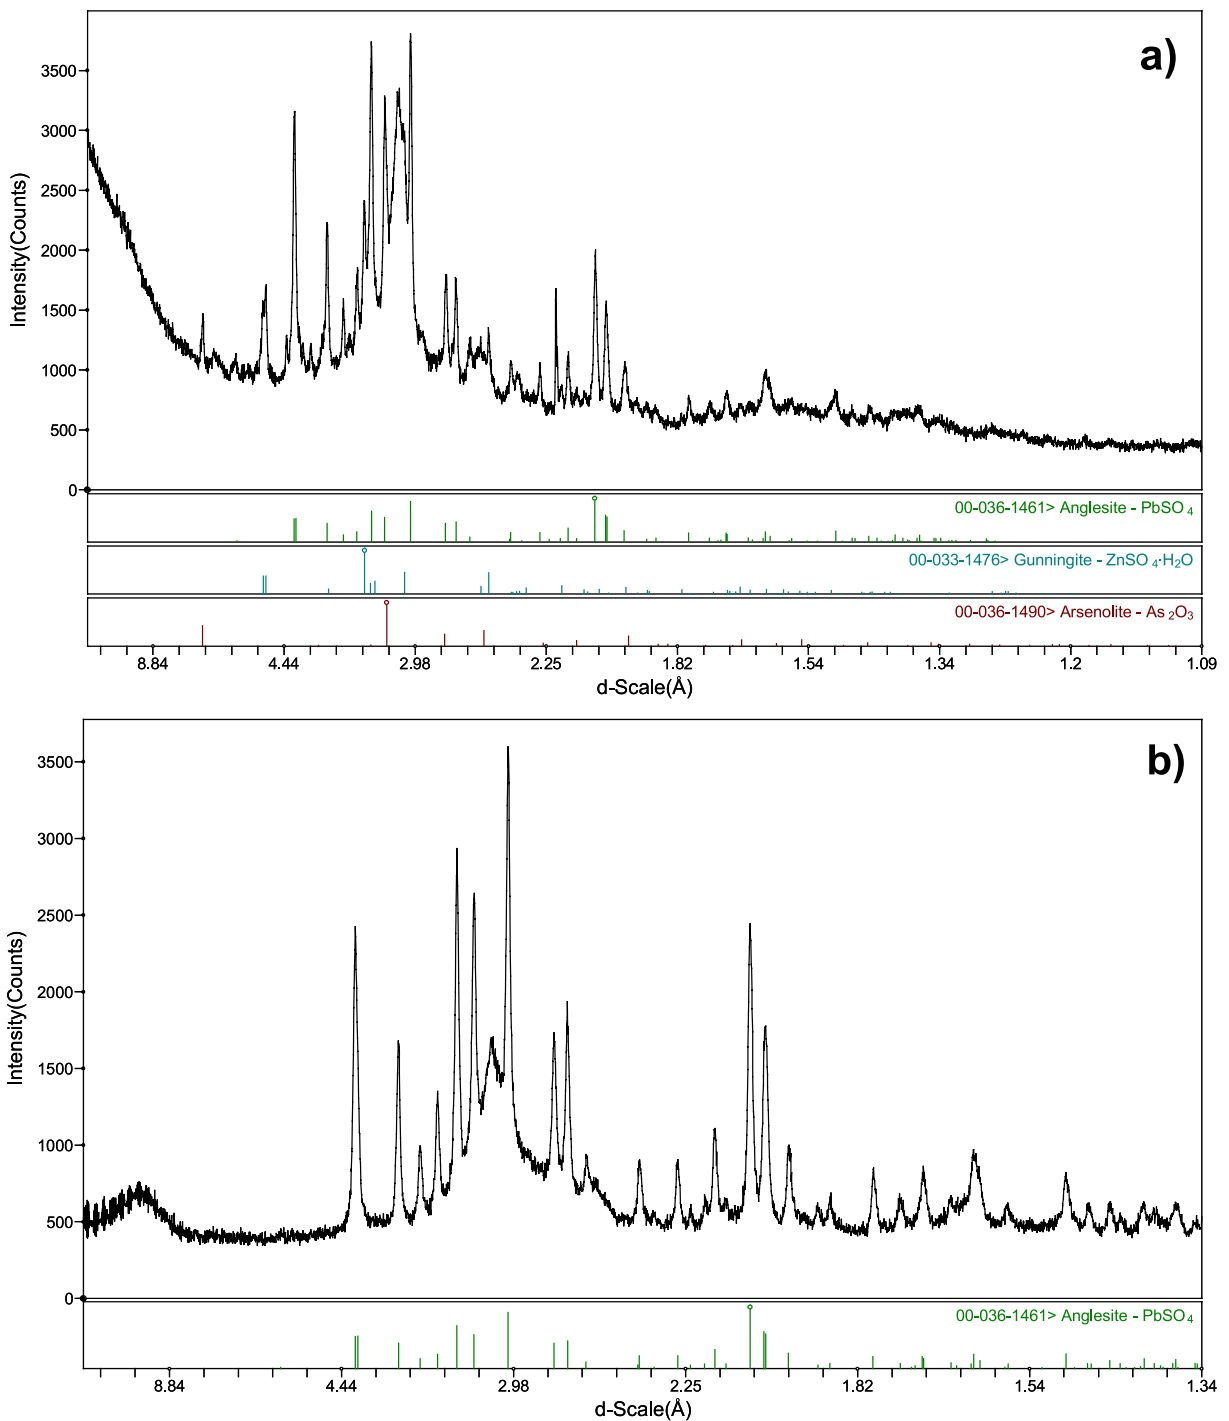 a)
3500
3000
2500
2000
1500
1000
500
0
Intensity(Counts)
00-036-1461> Anglesite - PbSO₄
00-033-1476> Gunningite - ZnSO₄·H₂O
00-036-1490> Arsenolite - As₂O₃
8.84 4.44 2.98 2.25 1.82 1.54 1.34 1.2 1.09
d-Scale(Å)
b)
3500
3000
2500
2000
1500
1000
500
0
Intensity(Counts)
00-036-1461> Anglesite - PbSO₄
8.84 4.44 2.98 2.25 1.82 1.54 1.34
d-Scale(Å)